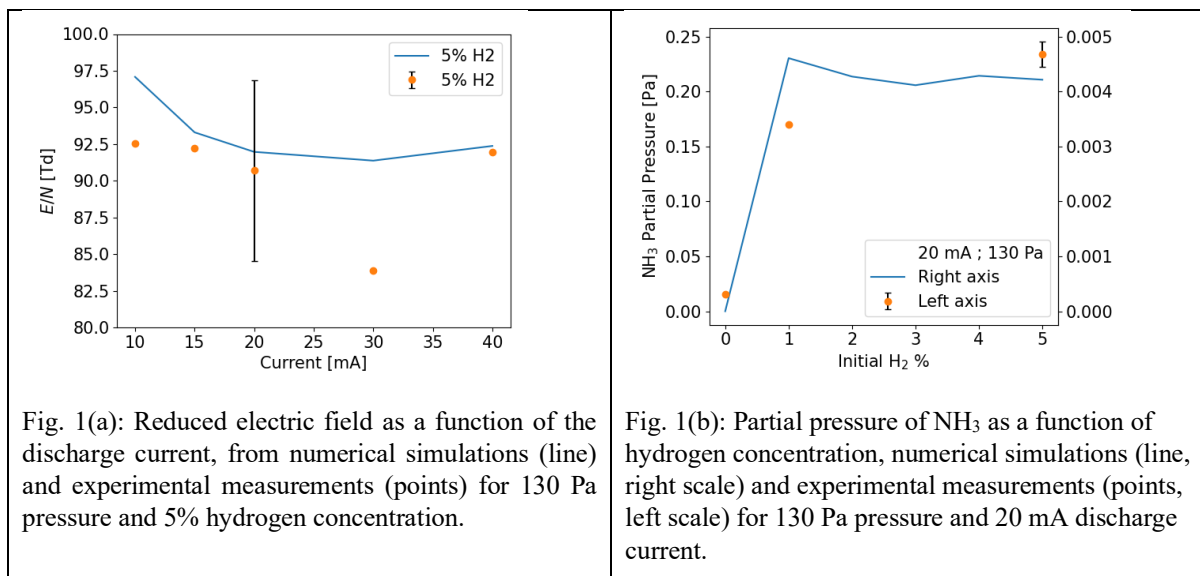 100.0
97.5
95.0
92.5
90.0
87.5
85.0
82.5
80.0
E/N [Td]
5% H2
5% H2
10 15 20 25 30 35 40
Current [mA]
Fig. 1(a): Reduced electric field as a function of the
discharge current, from numerical simulations (line)
and experimental measurements (points) for 130 Pa
pressure and 5% hydrogen concentration.
0.25
0.20
0.15
0.10
0.05
0.00
NH₃ Partial Pressure [Pa]
0.005
0.004
0.003
0.002
0.001
0.000
20 mA ; 130 Pa
Right axis
Left axis
0 1 2 3 4 5
Initial H₂ %
Fig. 1(b): Partial pressure of NH₃ as a function of
hydrogen concentration, numerical simulations (line,
right scale) and experimental measurements (points,
left scale) for 130 Pa pressure and 20 mA discharge
current.